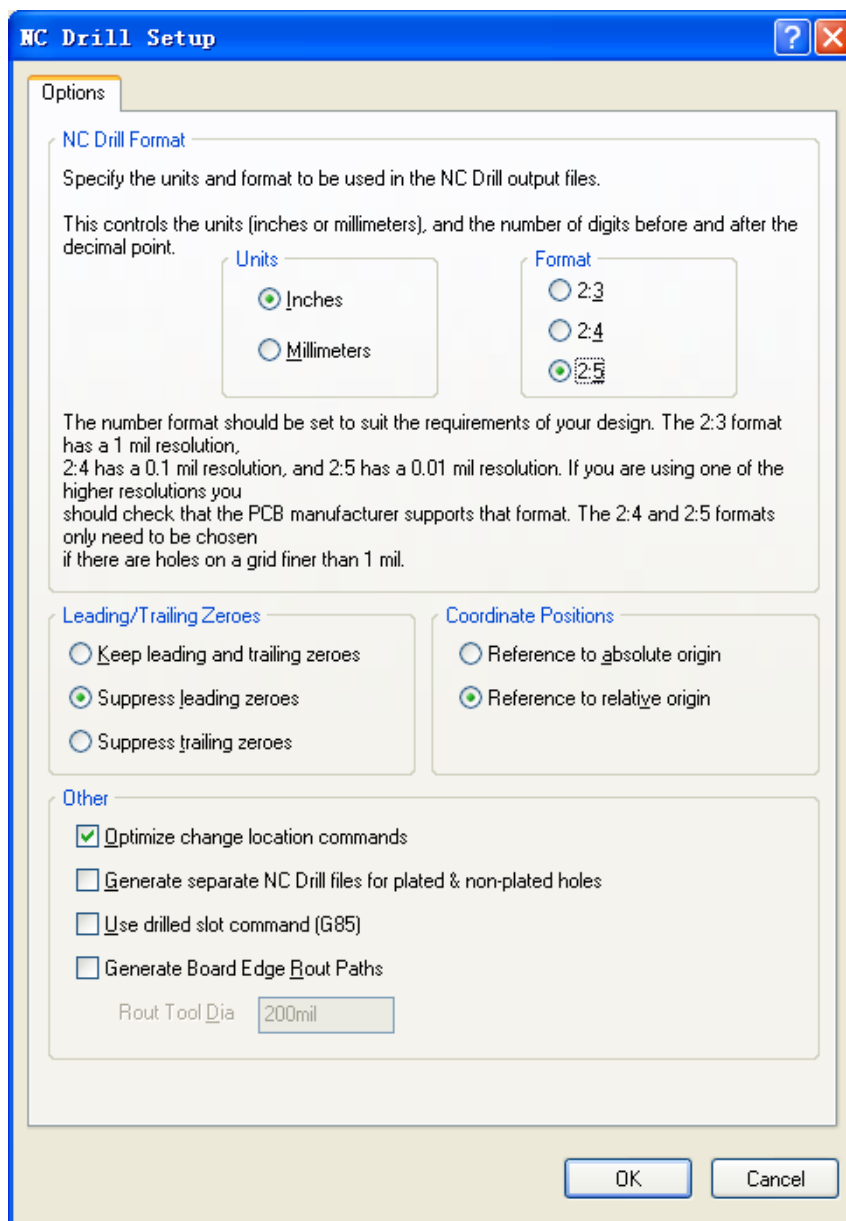 NC Drill Setup
Options
NC Drill Format
Specify the units and format to be used in the NC Drill output files.
This controls the units (inches or millimeters), and the number of digits before and after the
decimal point.
Units
Inches
Millimeters
Format
2:3
2:4
2:5
The number format should be set to suit the requirements of your design. The 2:3 format
has a 1 mil resolution,
2:4 has a 0.1 mil resolution, and 2:5 has a 0.01 mil resolution. If you are using one of the
higher resolutions you
should check that the PCB manufacturer supports that format. The 2:4 and 2:5 formats
only need to be chosen
if there are holes on a grid finer than 1 mil.
Leading/Trailing Zeroes
Keep leading and trailing zeroes
Suppress leading zeroes
Suppress trailing zeroes
Coordinate Positions
Reference to absolute origin
Reference to relative origin
Other
Optimize change location commands
Generate separate NC Drill files for plated & non-plated holes
Use drilled slot command (G85)
Generate Board Edge Rout Paths
Rout Tool Dia 200mil
OK
Cancel